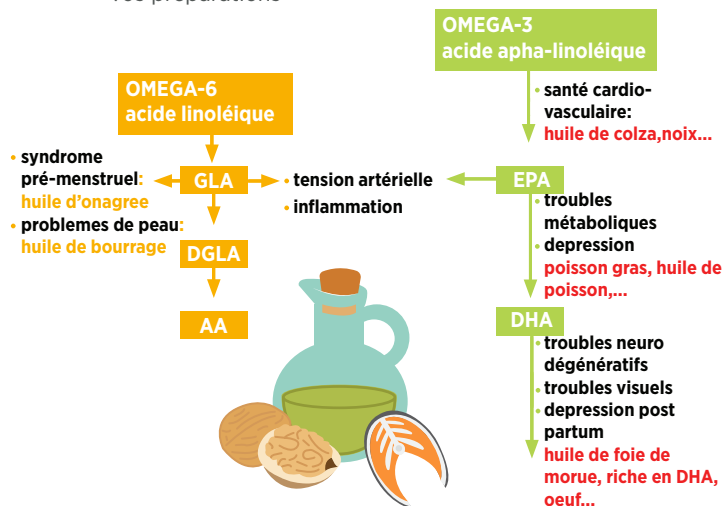 vos préparations
OMEGA-3
acide apha-linoléique
• santé cardio-
vasculaire:
huile de colza,noix...
OMEGA-6
acide linoléique
• syndrome
pré-menstruel:
huile d'onagree
• problemes de peau:
huile de bourrage
GLA
• tension artérielle
• inflammation
EPA
• troubles
métaboliques
• depression
poisson gras, huile de
poisson,...
DGLA
AA
DHA
• troubles neuro
dégénératifs
• troubles visuels
• depression post
partum
huile de foie de
morue, riche en DHA,
oeuf...